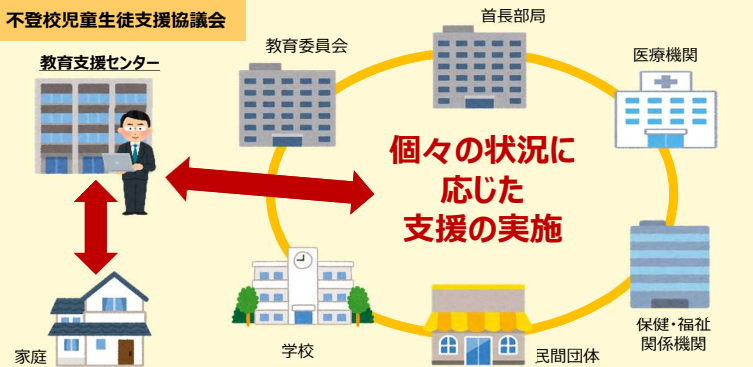 不登校児童生徒支援協議会
教育支援センター
首長部局
教育委員会
医療機関
個々の状況に
応じた
支援の実施
保健・福祉
関係機関
民間団体
学校
家庭